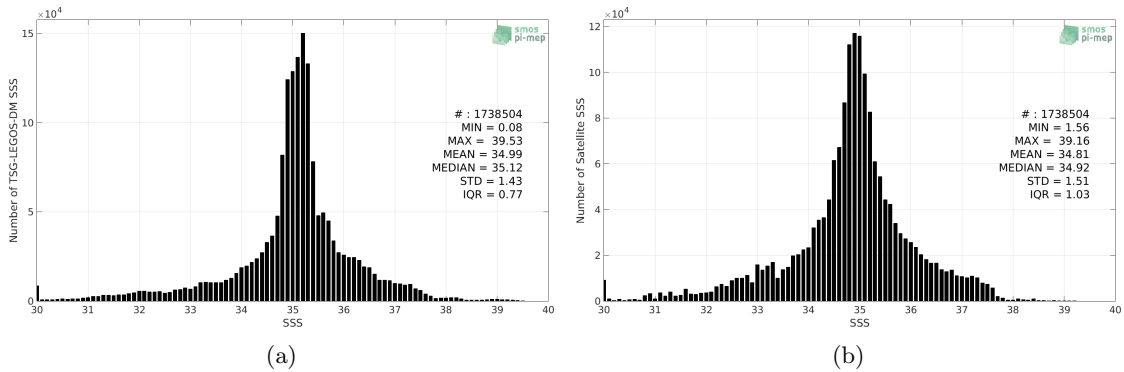 ×10⁴
15
10
5
0
30 31 32 33 34 35 36 37 38 39 40
SSS
Number of TSG-LEGOS-DM SSS
smos
pi-mep
# : 1738504
MIN = 0.08
MAX = 39.53
MEAN = 34.99
MEDIAN = 35.12
STD = 1.43
IQR = 0.77
(a)
×10⁴
12
10
8
6
4
2
0
30 31 32 33 34 35 36 37 38 39 40
SSS
Number of Satellite SSS
smos
pi-mep
# : 1738504
MIN = 1.56
MAX = 39.16
MEAN = 34.81
MEDIAN = 34.92
STD = 1.51
IQR = 1.03
(b)